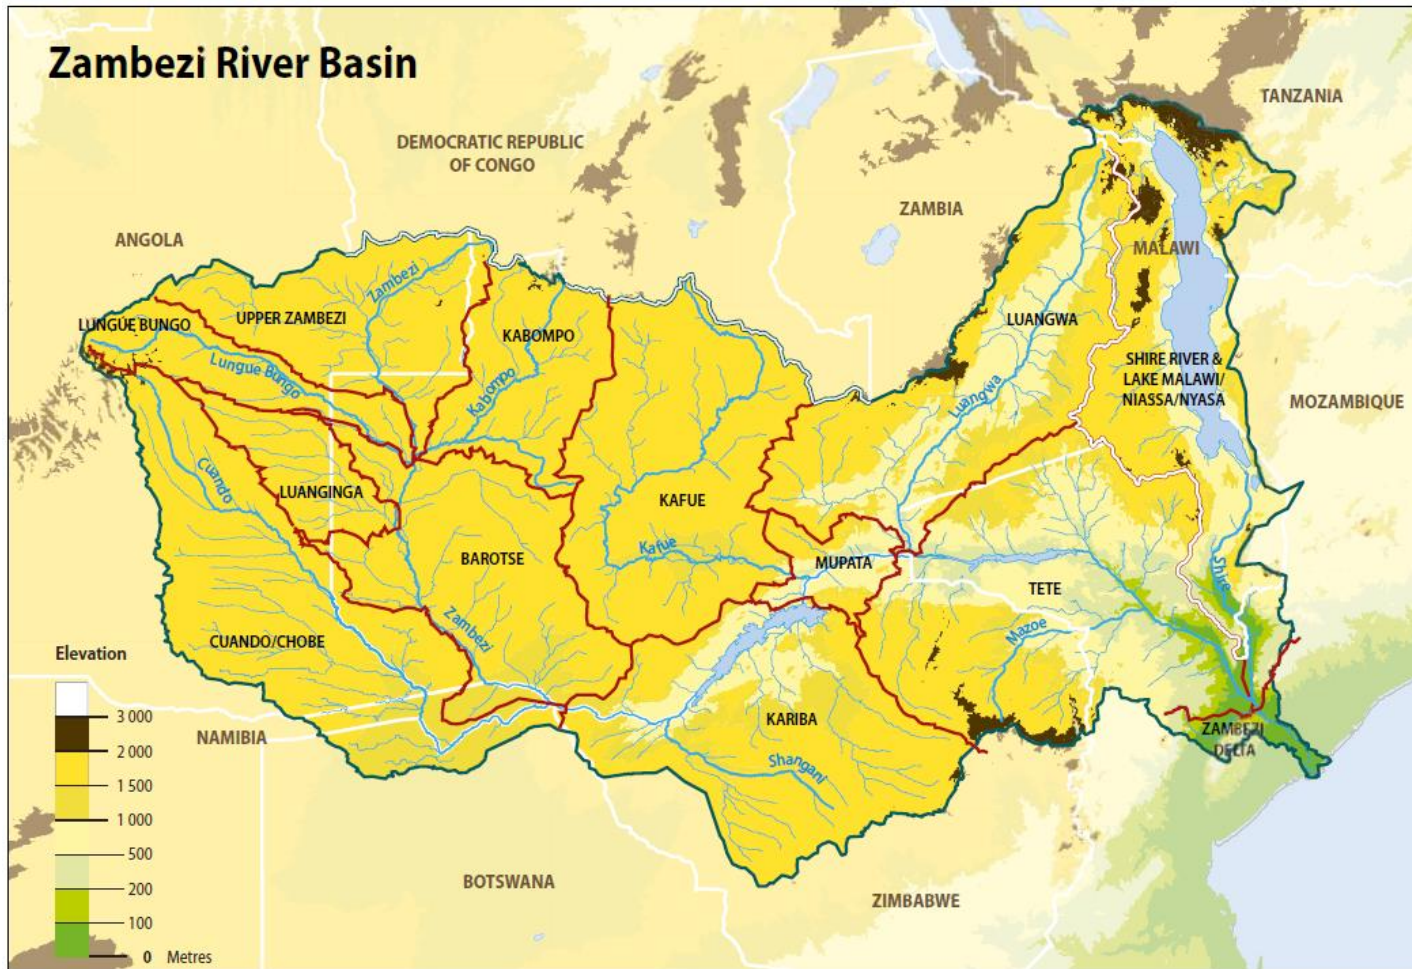 Zambezi River Basin
TANZANIA
DEMOCRATIC REPUBLIC
OF CONGO
ZAMBIA
ANGOLA
MALAWI
Zambezi
LUNGÚE BUNGO
UPPER ZAMBEZI
KABOMPO
LUANGWA
Lungue Bungo
Kabompo
Luangwa
SHIRE RIVER &
LAKE MALAWI/
NIASSA/NYASA
MOZAMBIQUE
Cuando
LUANGINGA
KAFUE
BAROTSE
Kafue
MUPATA
Shire
TETE
Zambezi
Mazoe
CUANDO/CHOBE
KARIBA
NAMIBIA
ZAMBEZI
DELTA
Shangani
BOTSWANA
ZIMBABWE
Elevation
3 000
2 000
1 500
1 000
500
200
100
0 Metres